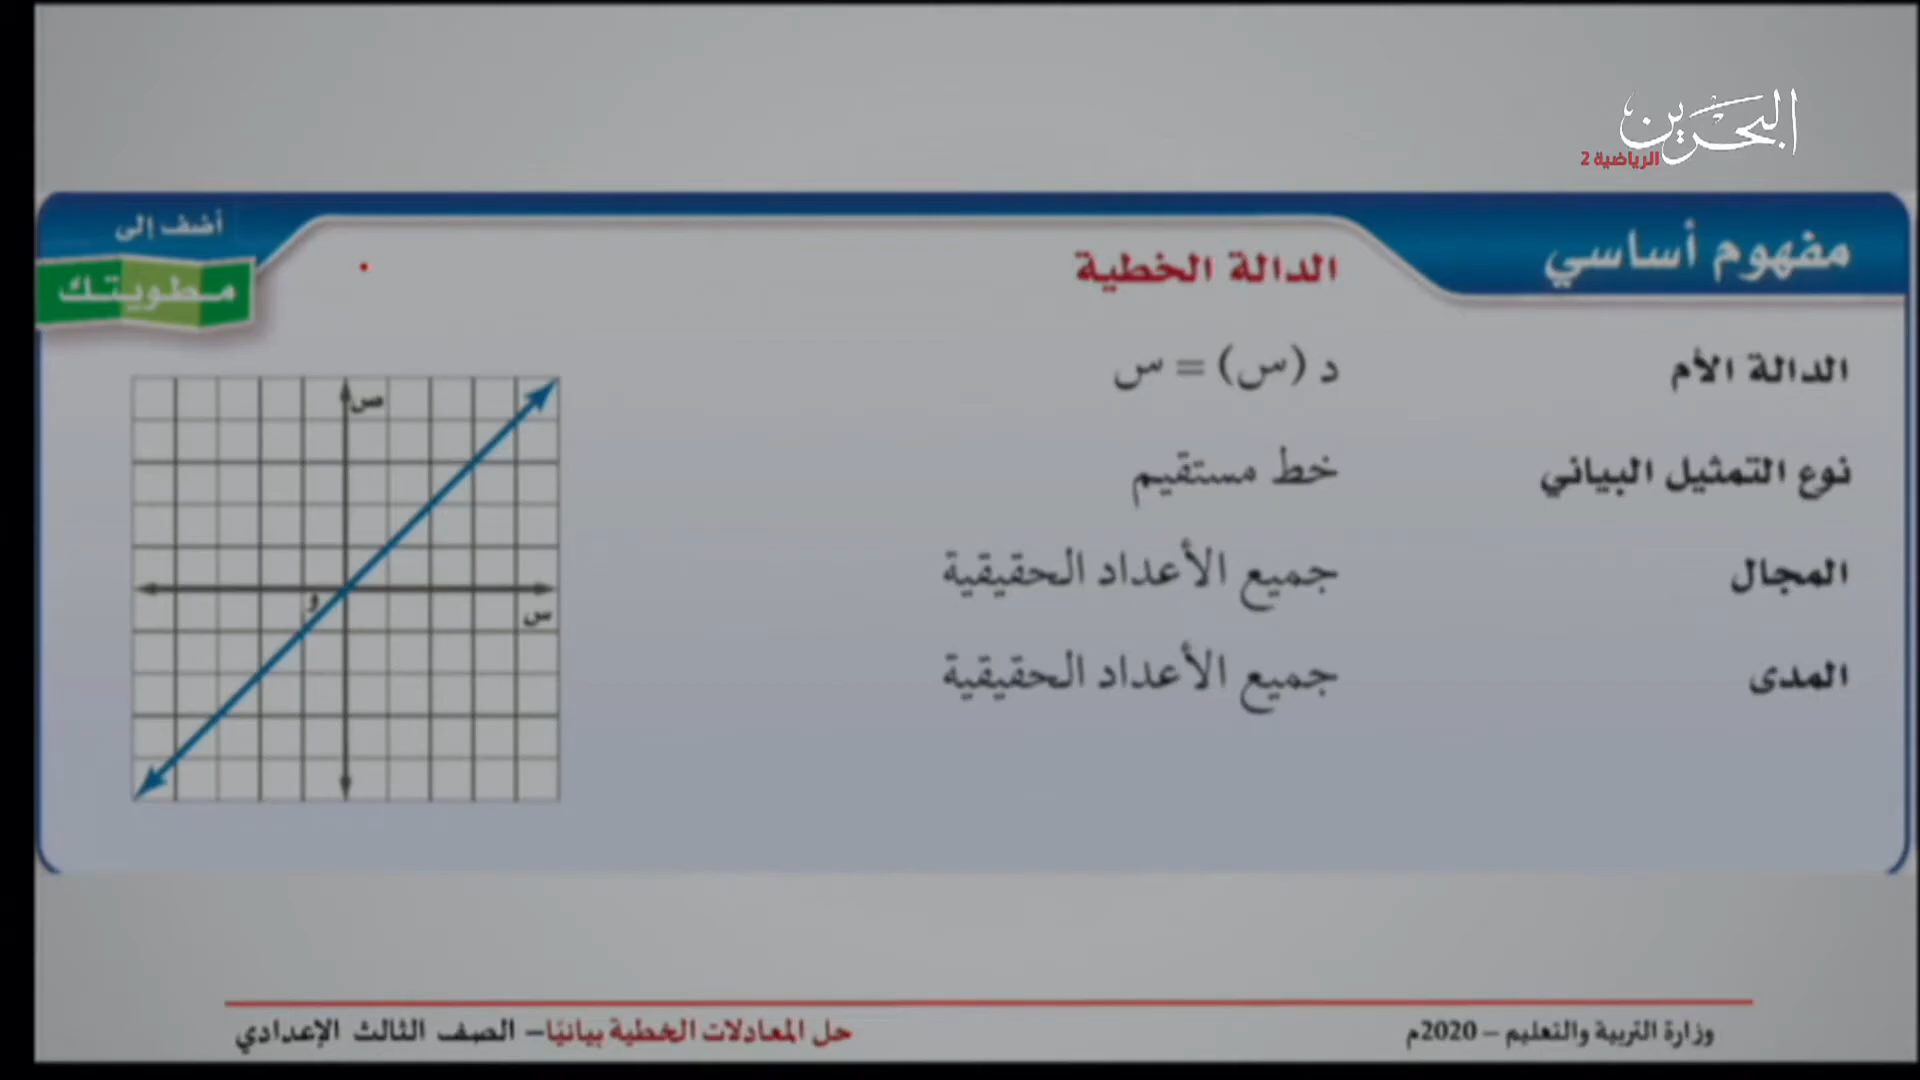 البحرين
الرياضية 2
مفهوم أساسي
الدالة الخطية
أضف إلى
مطويتك
الدالة الأم
د (س) = س
نوع التمثيل البياني
خط مستقيم
المجال
جميع الأعداد الحقيقية
المدى
جميع الأعداد الحقيقية
ص
و
س
وزارة التربية والتعليم – 2020م
حل المعادلات الخطية بيانيًا– الصف الثالث الإعدادي